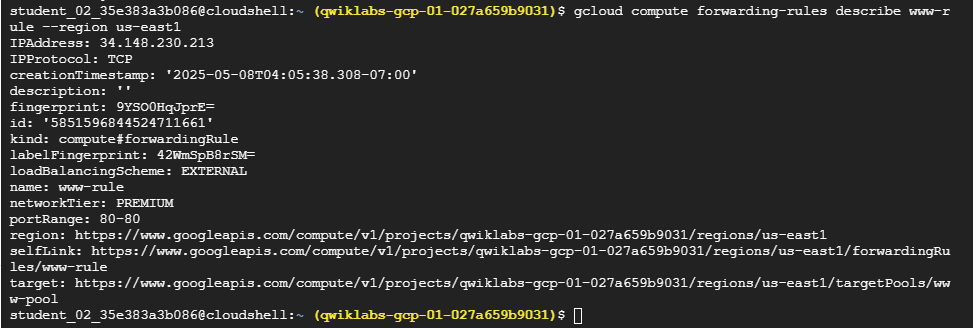 student_02_35e383a3b086@cloudshell:~ (qwiklabs-gcp-01-027a659b9031)$ gcloud compute forwarding-rules describe www-r
ule --region us-east1
IPAddress: 34.148.230.213
IPProtocol: TCP
creationTimestamp: '2025-05-08T04:05:38.308-07:00'
description: ''
fingerprint: 9YSO0HqJprE=
id: '5851596844524711661'
kind: compute#forwardingRule
labelFingerprint: 42WmSpB8rSM=
loadBalancingScheme: EXTERNAL
name: www-rule
networkTier: PREMIUM
portRange: 80-80
region: https://www.googleapis.com/compute/v1/projects/qwiklabs-gcp-01-027a659b9031/regions/us-east1
selfLink: https://www.googleapis.com/compute/v1/projects/qwiklabs-gcp-01-027a659b9031/regions/us-east1/forwardingRu
les/www-rule
target: https://www.googleapis.com/compute/v1/projects/qwiklabs-gcp-01-027a659b9031/regions/us-east1/targetPools/ww
w-pool
student_02_35e383a3b086@cloudshell:~ (qwiklabs-gcp-01-027a659b9031)$